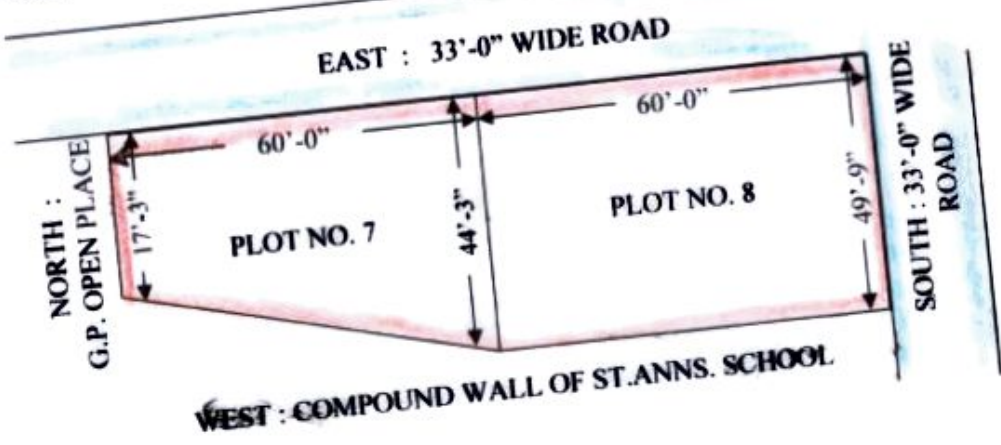 EAST : 33'-0" WIDE ROAD
60'-0"
60'-0"
NORTH :
G.P. OPEN PLACE
17'-3"
PLOT NO. 7
44'-3"
PLOT NO. 8
49'-9"
SOUTH : 33'-0" WIDE
ROAD
WEST : COMPOUND WALL OF ST.ANNS. SCHOOL